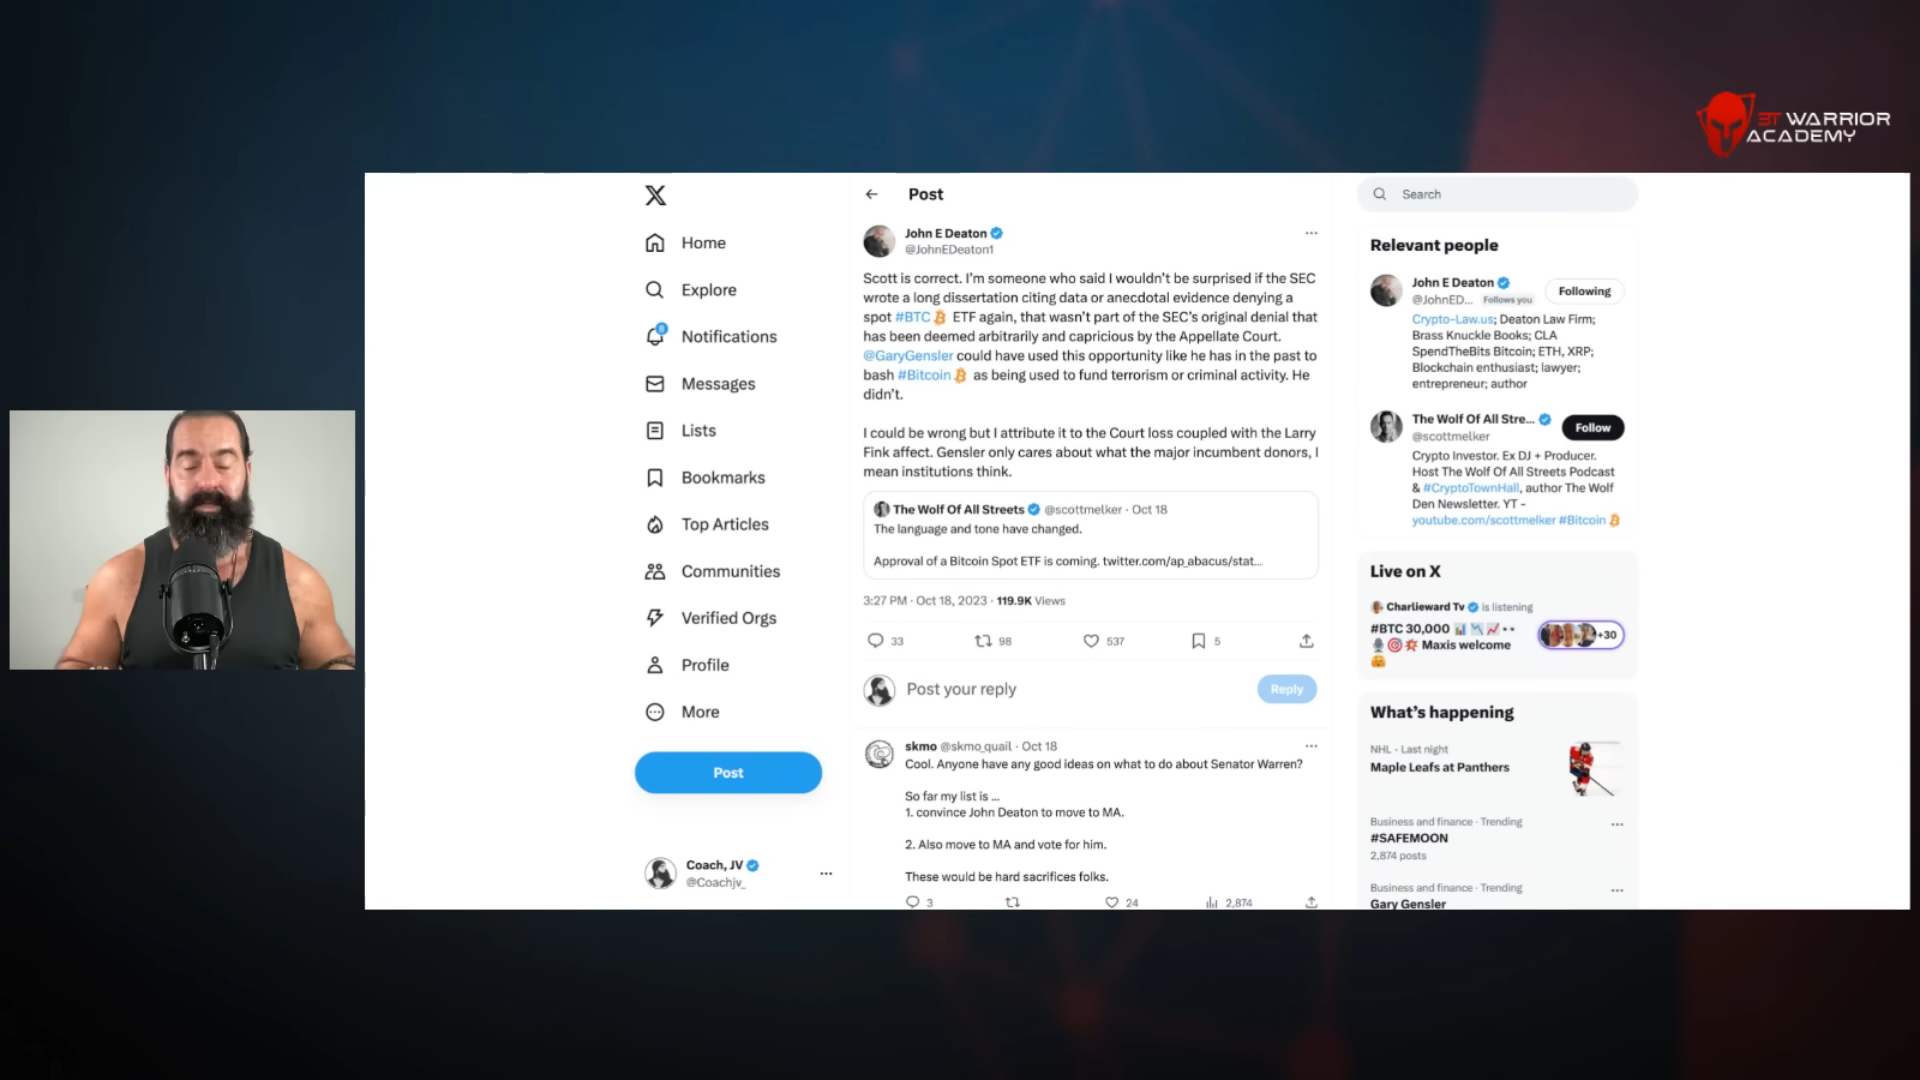 3T WARRIOR
ACADEMY
Post
Search
Home
Explore
Notifications
Messages
Lists
Bookmarks
Top Articles
Communities
Verified Orgs
Profile
More
Post
Coach, JV
@Coachjv_
John E Deaton
@JohnEDeaton1
Scott is correct. I'm someone who said I wouldn't be surprised if the SEC
wrote a long dissertation citing data or anecdotal evidence denying a
spot #BTC ETF again, that wasn't part of the SEC's original denial that
has been deemed arbitrarily and capricious by the Appellate Court.
@GaryGensler could have used this opportunity like he has in the past to
bash #Bitcoin as being used to fund terrorism or criminal activity. He
didn't.
I could be wrong but I attribute it to the Court loss coupled with the Larry
Fink affect. Gensler only cares about what the major incumbent donors, I
mean institutions think.
The Wolf Of All Streets @scottmelker · Oct 18
The language and tone have changed.
Approval of a Bitcoin Spot ETF is coming. twitter.com/ap_abacus/stat...
3:27 PM · Oct 18, 2023 · 119.9K Views
33 98 537 5
Post your reply
Reply
skmo @skmo_quail · Oct 18
Cool. Anyone have any good ideas on what to do about Senator Warren?
So far my list is ...
1. convince John Deaton to move to MA.
2. Also move to MA and vote for him.
These would be hard sacrifices folks.
3 24 2,874
Relevant people
John E Deaton
@JohnED... Follows you
Following
Crypto-Law.us; Deaton Law Firm;
Brass Knuckle Books; CLA
SpendTheBits Bitcoin; ETH, XRP;
Blockchain enthusiast; lawyer;
entrepreneur; author
The Wolf Of All Stre...
@scottmelker
Follow
Crypto Investor. Ex DJ + Producer.
Host The Wolf Of All Streets Podcast
& #CryptoTownHall, author The Wolf
Den Newsletter. YT -
youtube.com/scottmelker #Bitcoin
Live on X
Charlieward Tv is listening
#BTC 30,000
Maxis welcome
+30
What's happening
NHL · Last night
Maple Leafs at Panthers
Business and finance · Trending
#SAFEMOON
2,874 posts
Business and finance · Trending
Gary Gensler